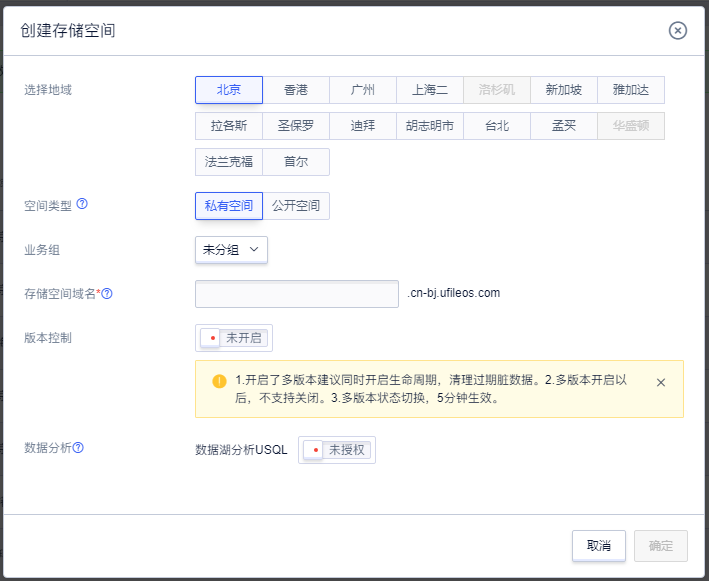 创建存储空间
选择地域 北京 香港 广州 上海二 洛杉矶 新加坡 雅加达
拉各斯 圣保罗 迪拜 胡志明市 台北 孟买 华盛顿
法兰克福 首尔
空间类型 私有空间 公开空间
业务组 未分组
存储空间域名* .cn-bj.ufileos.com
版本控制 未开启
1.开启了多版本建议同时开启生命周期，清理过期脏数据。2.多版本开启以
后，不支持关闭。3.多版本状态切换，5分钟生效。
数据分析 数据湖分析USQL 未授权
取消 确定